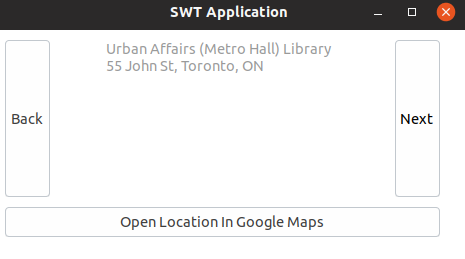 SWT Application
Urban Affairs (Metro Hall) Library
55 John St, Toronto, ON
Back
Next
Open Location In Google Maps